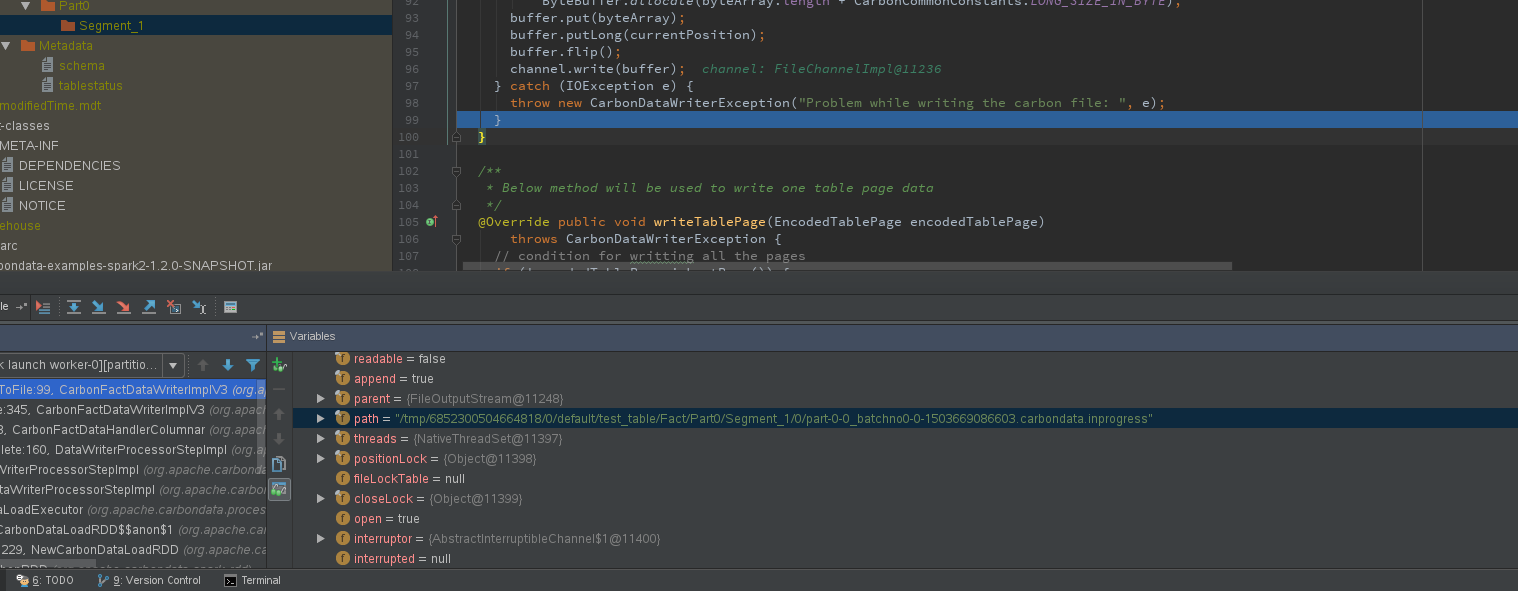 Part0
Segment_1
Metadata
schema
tablestatus
modifiedTime.mdt
t-classes
META-INF
DEPENDENCIES
LICENSE
NOTICE
ehouse
arc
bondata-examples-spark2-1.2.0-SNAPSHOT.jar
92 ByteBuffer.allocate(byteArray.length + CarbonCommonConstants.LONG_SIZE_IN_BYTE);
93 buffer.put(byteArray);
94 buffer.putLong(currentPosition);
95 buffer.flip();
96 channel.write(buffer); channel: FileChannelImpl@11236
97 } catch (IOException e) {
98 throw new CarbonDataWriterException("Problem while writing the carbon file: ", e);
99 }
100 }
101
102 /**
103 * Below method will be used to write one table page data
104 */
105 @Override public void writeTablePage(EncodedTablePage encodedTablePage)
106 throws CarbonDataWriterException {
107 // condition for writting all the pages
le
Variables
k launch worker-0][partitio...
ToFile:99, CarbonFactDataWriterImplV3 (org.a
e:345, CarbonFactDataWriterImplV3 (org.apac
3, CarbonFactDataHandlerColumnar (org.apac
lete:160, DataWriterProcessorStepImpl (org.a
WriterProcessorStepImpl (org.apache.carbonda
taWriterProcessorStepImpl (org.apache.carbon
aLoadExecutor (org.apache.carbondata.proces
CarbonDataLoadRDD$$anon$1 (org.apache.car
229, NewCarbonDataLoadRDD (org.apache.ca
readable = false
append = true
parent = {FileOutputStream@11248}
path = "/tmp/6852300504664818/0/default/test_table/Fact/Part0/Segment_1/0/part-0-0_batchno0-0-1503669086603.carbondata.inprogress"
threads = {NativeThreadSet@11397}
positionLock = {Object@11398}
fileLockTable = null
closeLock = {Object@11399}
open = true
interruptor = {AbstractInterruptibleChannel$1@11400}
interrupted = null
6: TODO
9: Version Control
Terminal